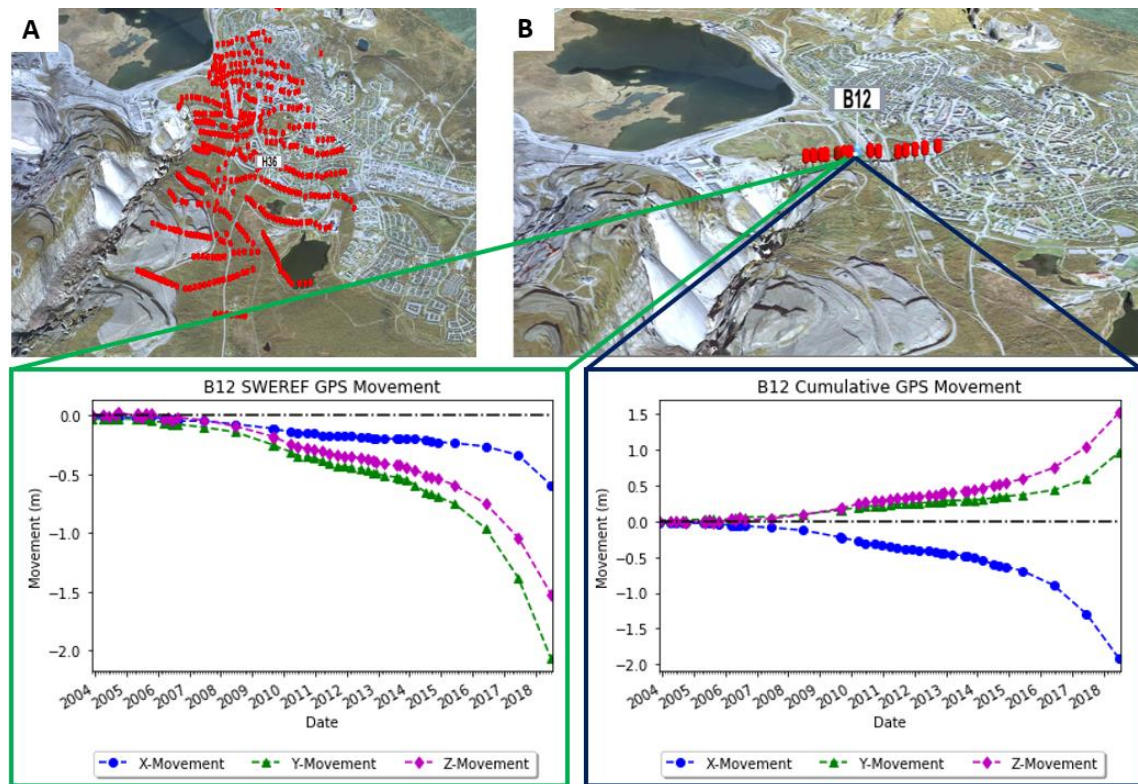 A
B
H36
B12
B12 SWEREF GPS Movement
0.0
-0.5
-1.0
-1.5
-2.0
Movement (m)
2004 2005 2006 2007 2008 2009 2010 2011 2012 2013 2014 2015 2016 2017 2018
Date
X-Movement Y-Movement Z-Movement
B12 Cumulative GPS Movement
1.5
1.0
0.5
0.0
-0.5
-1.0
-1.5
-2.0
Movement (m)
2004 2005 2006 2007 2008 2009 2010 2011 2012 2013 2014 2015 2016 2017 2018
Date
X-Movement Y-Movement Z-Movement